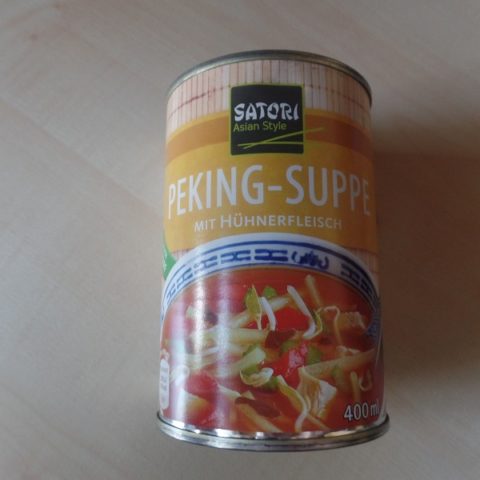 SATORI
Asian Style
PEKING-SUPPE
MIT HÜHNERFLEISCH
400 ml